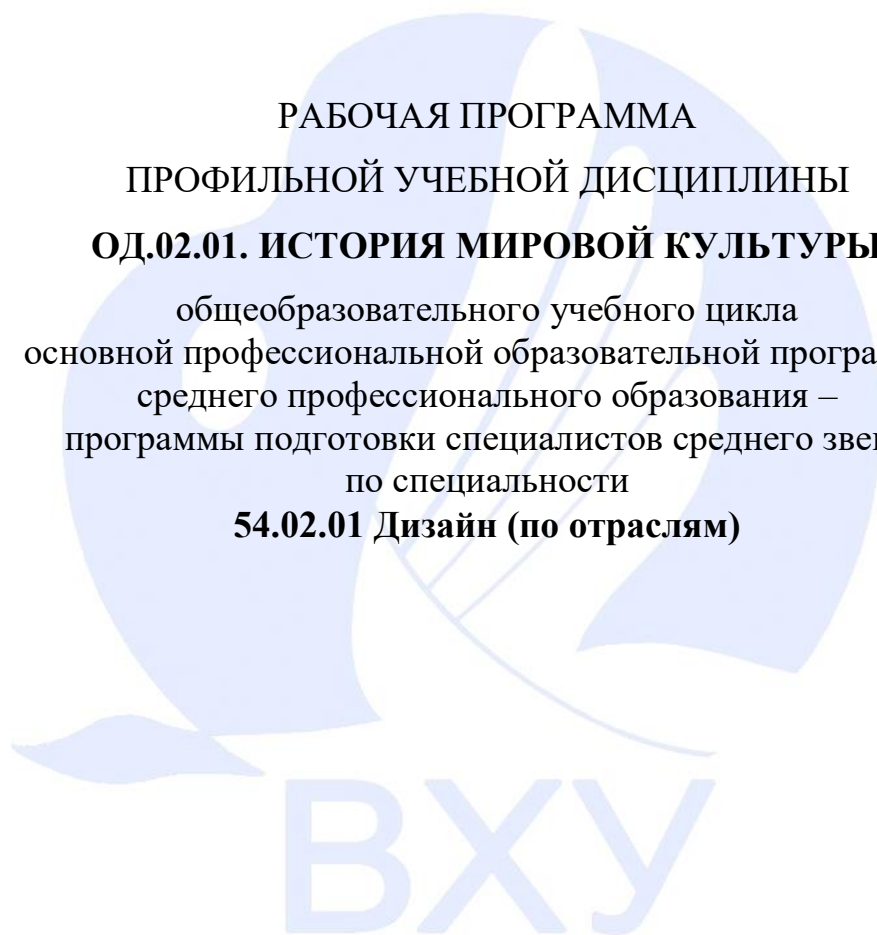 РАБОЧАЯ ПРОГРАММА
ПРОФИЛЬНОЙ УЧЕБНОЙ ДИСЦИПЛИНЫ
ОД.02.01. ИСТОРИЯ МИРОВОЙ КУЛЬТУРЫ
общеобразовательного учебного цикла
основной профессиональной образовательной
среднего профессионального образования –
программы подготовки специалистов среднего
по специальности
54.02.01 Дизайн (по отраслям)
ВХУ